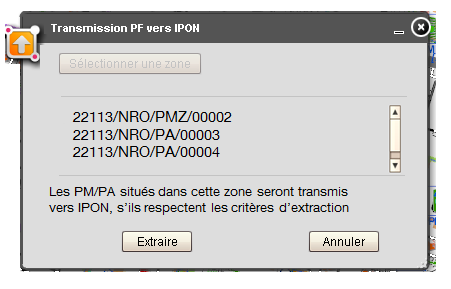 Transmission PF vers IPON
Sélectionner une zone
22113/NRO/PMZ/00002
22113/NRO/PA/00003
22113/NRO/PA/00004
Les PM/PA situés dans cette zone seront transmis
vers IPON, s'ils respectent les critères d'extraction
Extraire
Annuler